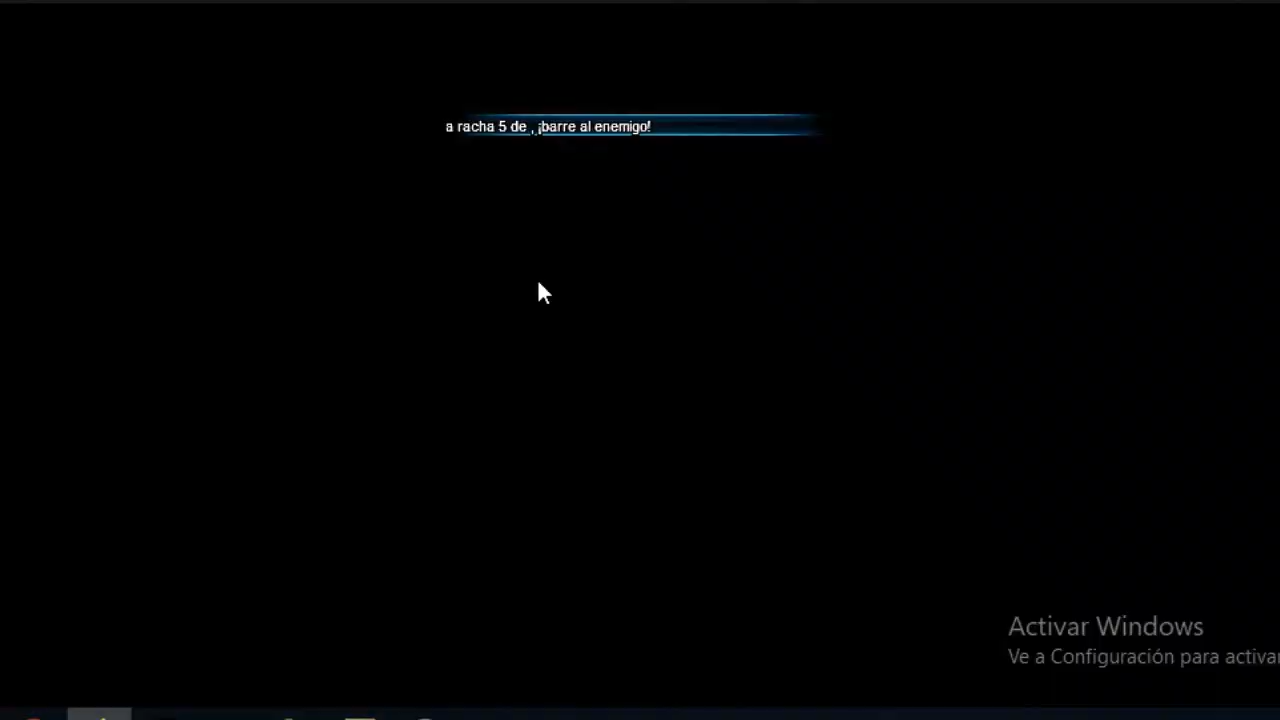 a racha 5 de , ¡barre al enemigo!
Activar Windows
Ve a Configuración para activar